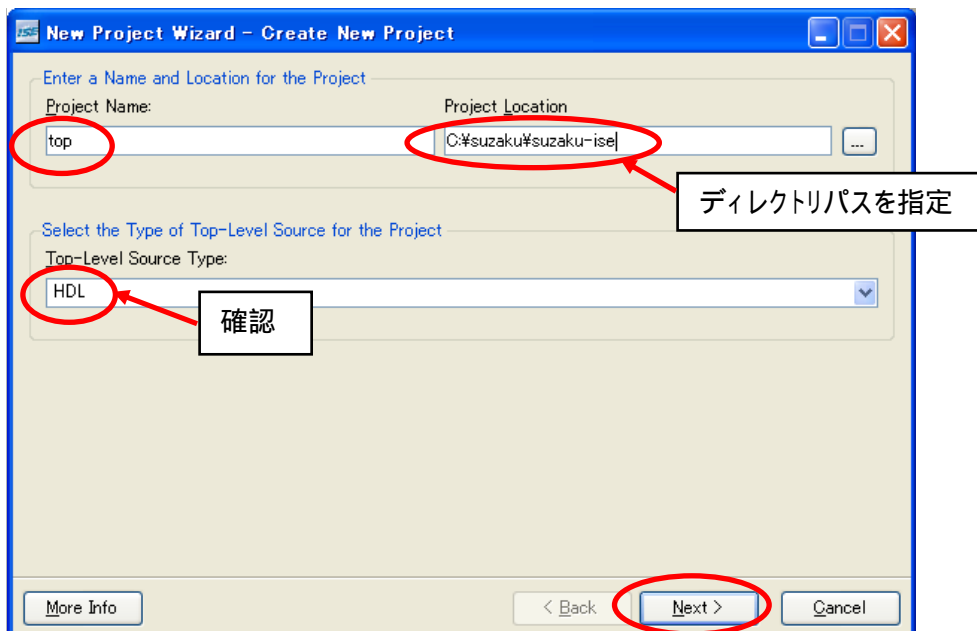 ISE New Project Wizard - Create New Project
Enter a Name and Location for the Project
Project Name:
Project Location
top
C:¥suzaku¥suzaku-ise
...
ディレクトリパスを指定
Select the Type of Top-Level Source for the Project
Top-Level Source Type:
HDL
確認
More Info
< Back
Next >
Cancel